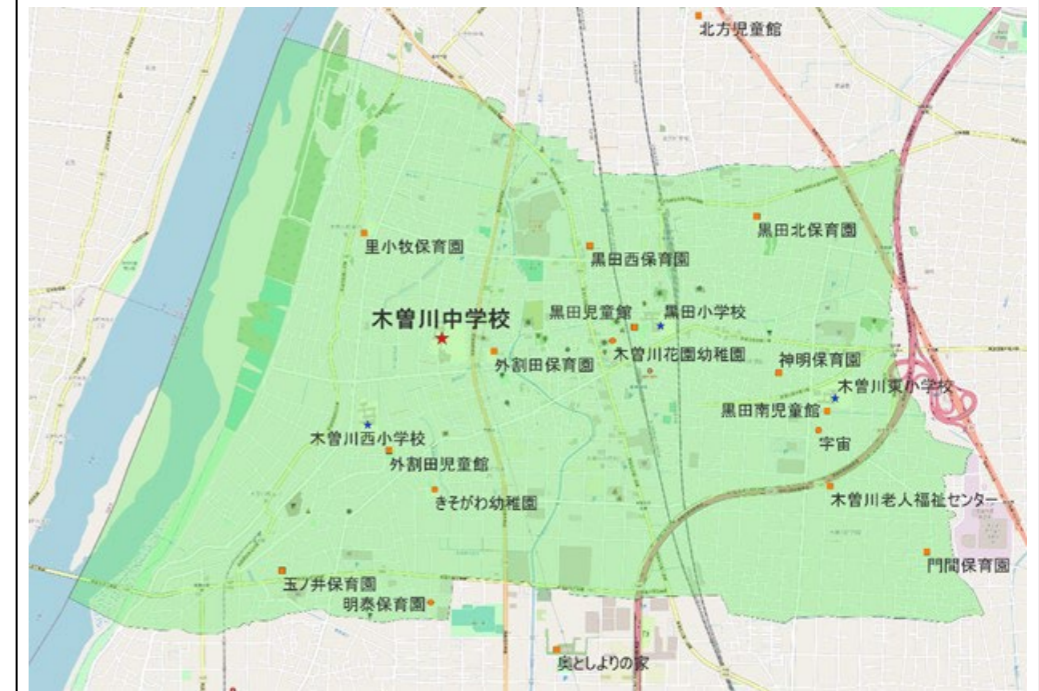 北方児童館
黒田北保育園
里小牧保育園
黒田西保育園
木曽川中学校
黒田児童館
黒田小学校
木曽川花園幼稚園
外割田保育園
神明保育園
木曽川東小学校
黒田南児童館
木曽川西小学校
宇宙
外割田児童館
きそがわ幼稚園
木曽川老人福祉センター
門間保育園
玉ノ井保育園
明泰保育園
奥としよりの家